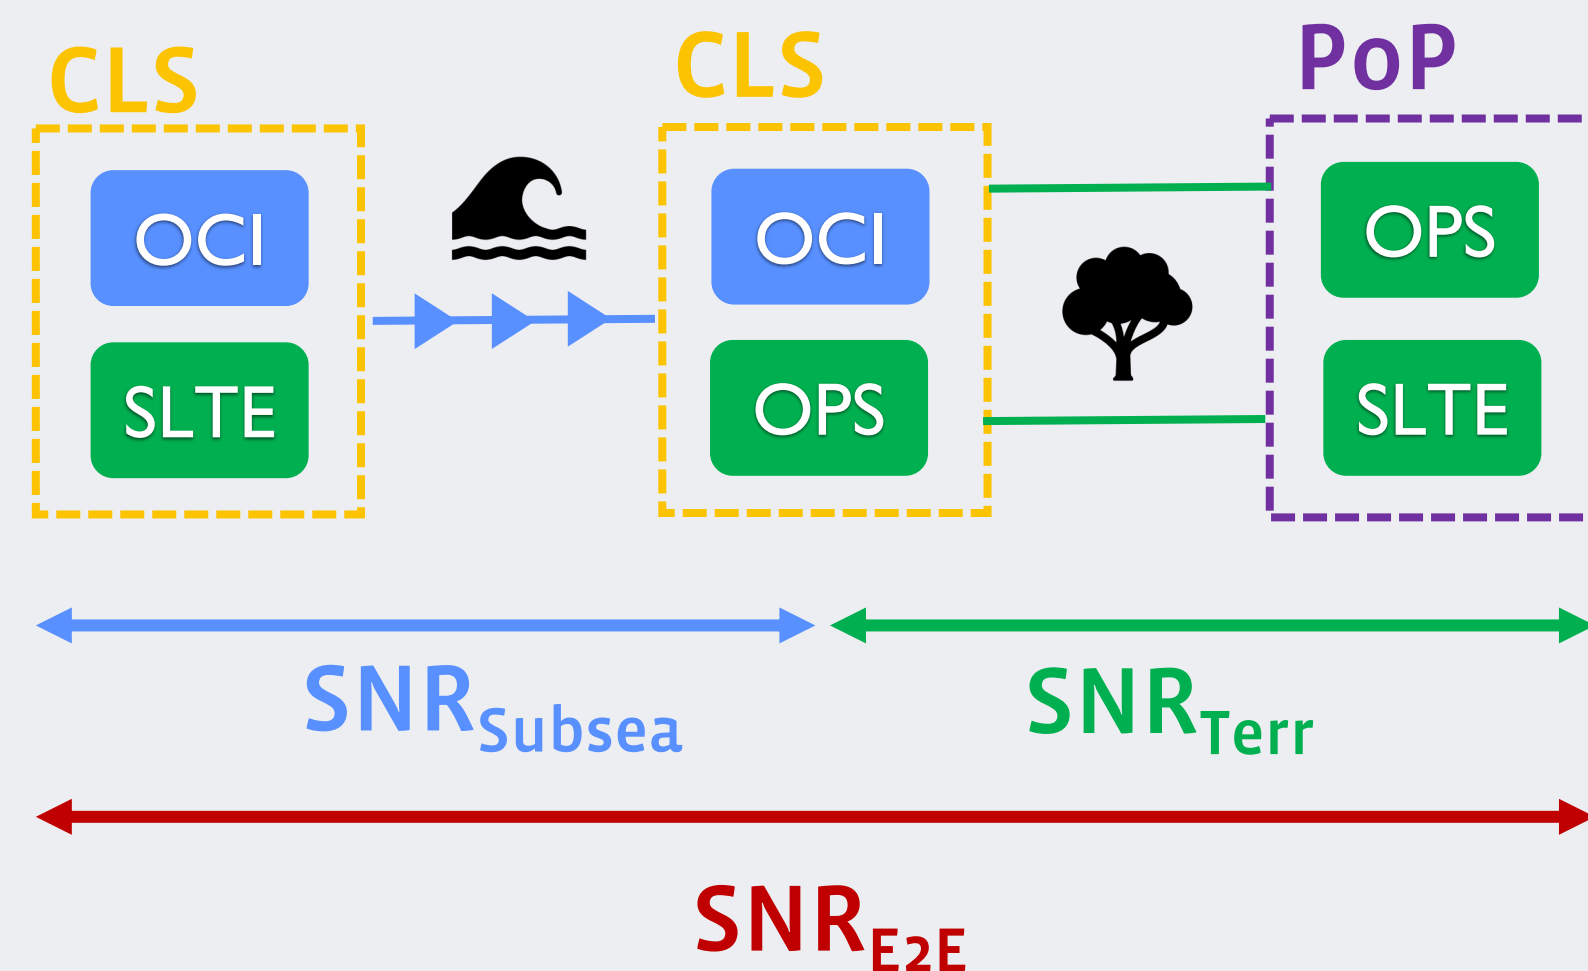 CLS
CLS
PoP
OCI
OCI
OPS
SLTE
OPS
SLTE
SNRSubsea
SNRTerr
SNRE2E